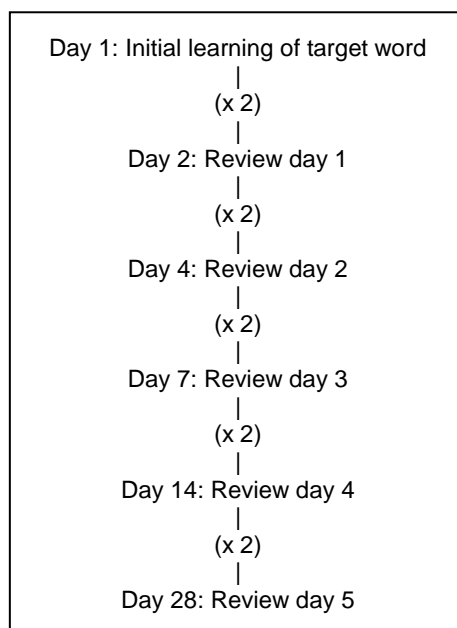 Day 1: Initial learning of target word
|
(x 2)
|
Day 2: Review day 1
|
(x 2)
|
Day 4: Review day 2
|
(x 2)
|
Day 7: Review day 3
|
(x 2)
|
Day 14: Review day 4
|
(x 2)
|
Day 28: Review day 5